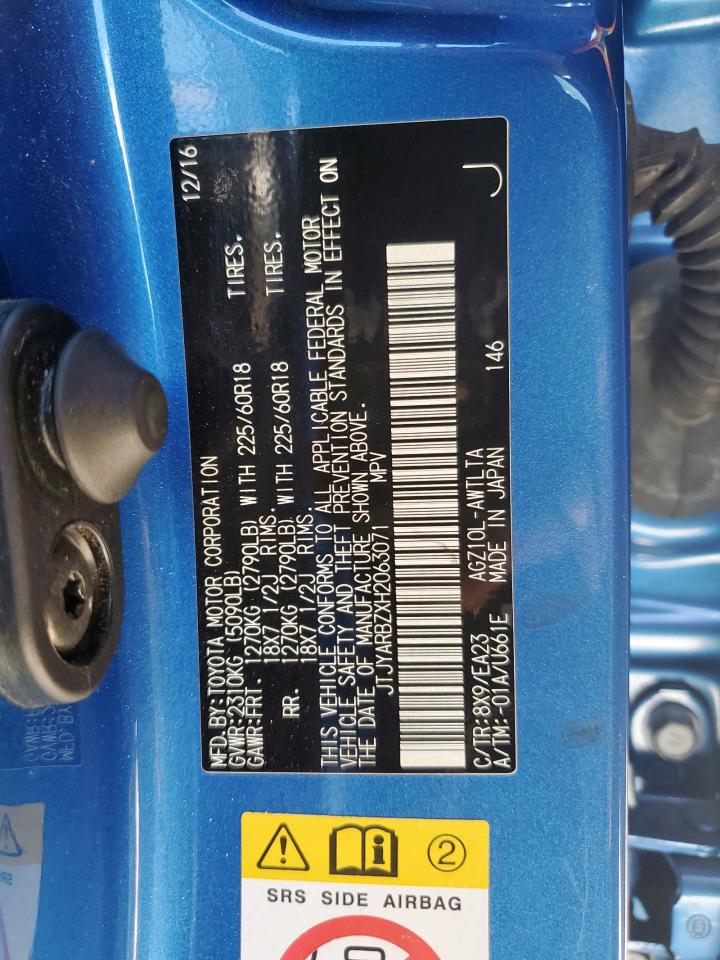 MFD.BY:TOYOTA MOTOR CORPORATION 12/16
GVWR:2310KG (5090LB)
GAWR:FRT. 1270KG (2790LB) WITH 225/60R18 TIRES.
18X7 1/2J RIMS.
RR. 1270KG (2790LB) WITH 225/60R18 TIRES.
18X7 1/2J RIMS.
THIS VEHICLE CONFORMS TO ALL APPLICABLE FEDERAL MOTOR
VEHICLE SAFETY AND THEFT PREVENTION STANDARDS IN EFFECT ON
THE DATE OF MANUFACTURE SHOWN ABOVE.
JTJYARBZXH2063071 MPV
C/TR:8X9/EA23 AGZ10L-AWTLTA
A/TM:-01A/U661E MADE IN JAPAN 146 J
2
SRS SIDE AIRBAG